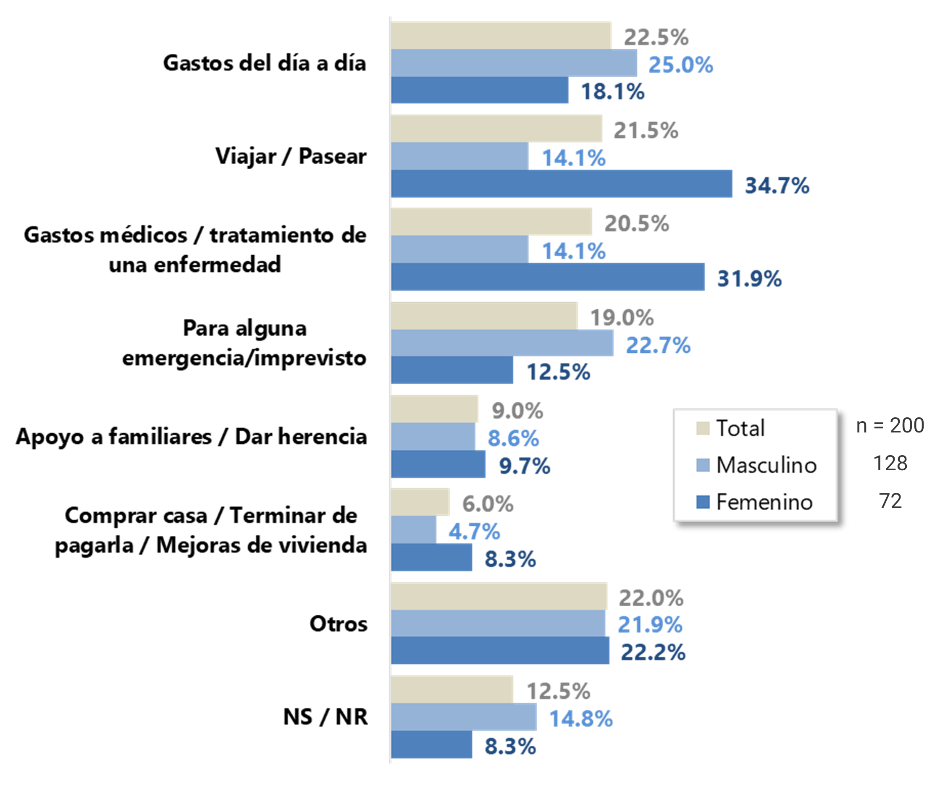 22.5%
Gastos del día a día
25.0%
18.1%
21.5%
Viajar / Pasear
14.1%
34.7%
20.5%
Gastos médicos / tratamiento de
una enfermedad
14.1%
31.9%
19.0%
Para alguna
emergencia/imprevisto
22.7%
12.5%
9.0%
Apoyo a familiares / Dar herencia
8.6%
9.7%
Total n = 200
Masculino 128
Femenino 72
6.0%
Comprar casa / Terminar de
pagarla / Mejoras de vivienda
4.7%
8.3%
22.0%
Otros
21.9%
22.2%
12.5%
NS / NR
14.8%
8.3%